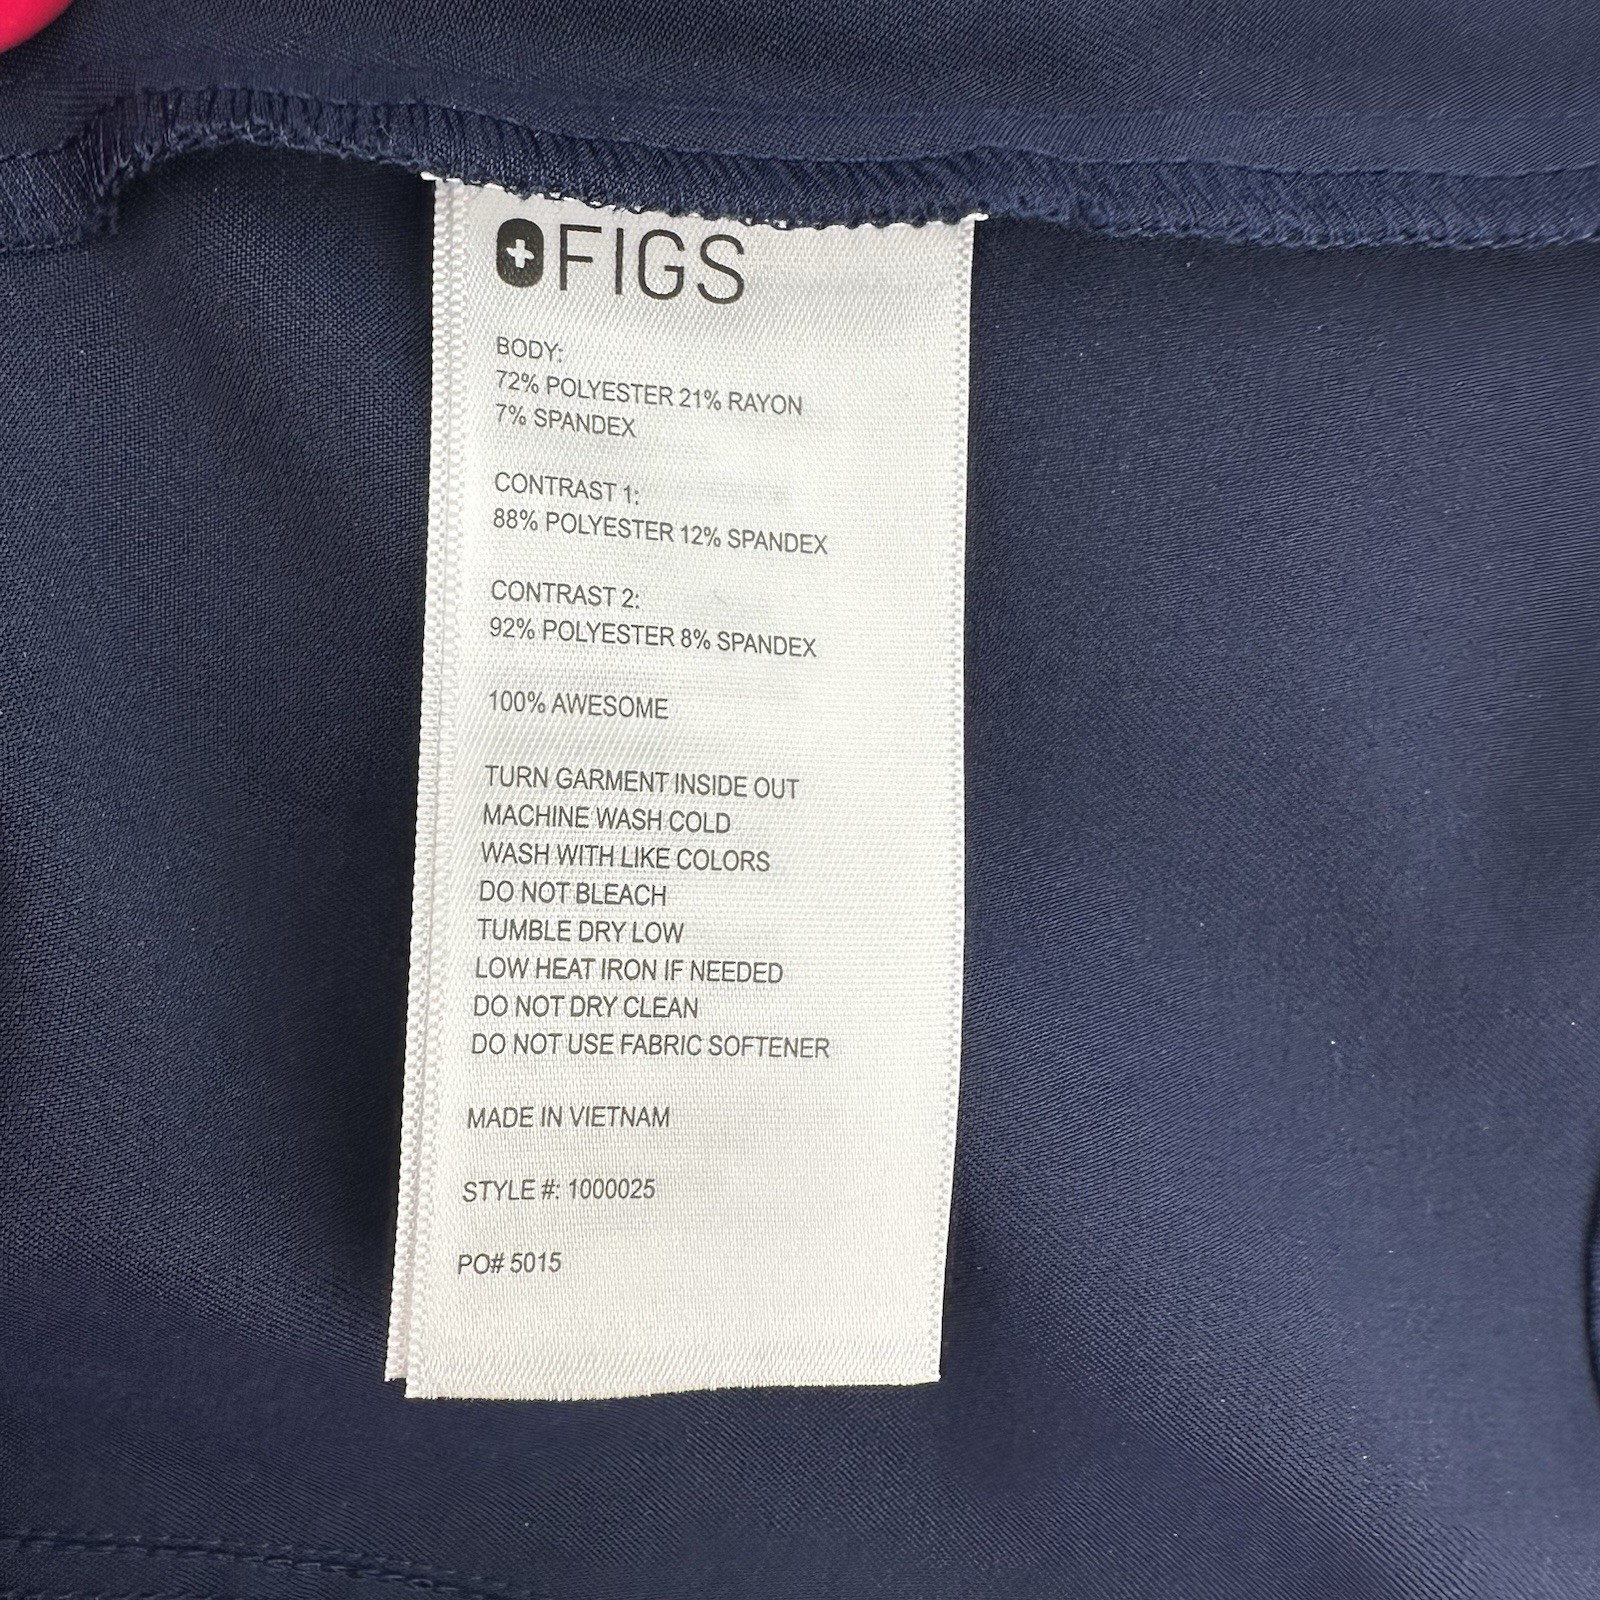 FIGS
BODY:
72% POLYESTER 21% RAYON
7% SPANDEX
CONTRAST 1:
88% POLYESTER 12% SPANDEX
CONTRAST 2:
92% POLYESTER 8% SPANDEX
100% AWESOME
TURN GARMENT INSIDE OUT
MACHINE WASH COLD
WASH WITH LIKE COLORS
DO NOT BLEACH
TUMBLE DRY LOW
LOW HEAT IRON IF NEEDED
DO NOT DRY CLEAN
DO NOT USE FABRIC SOFTENER
MADE IN VIETNAM
STYLE #: 1000025
PO# 5015